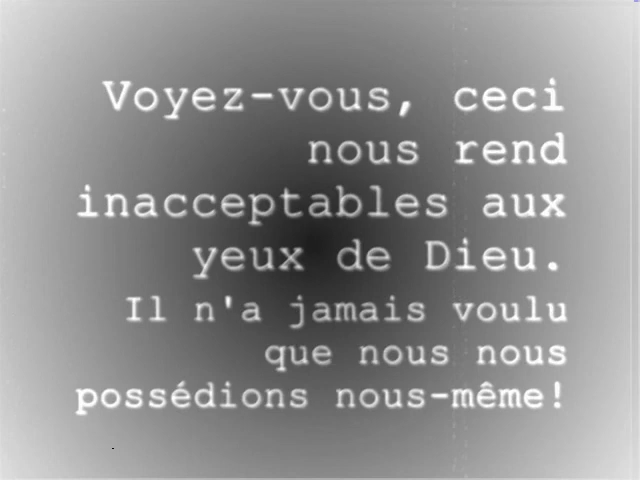 Voyez-vous, ceci
nous rend
inacceptables aux
yeux de Dieu.
Il n'a jamais voulu
que nous nous
possédions nous-même!